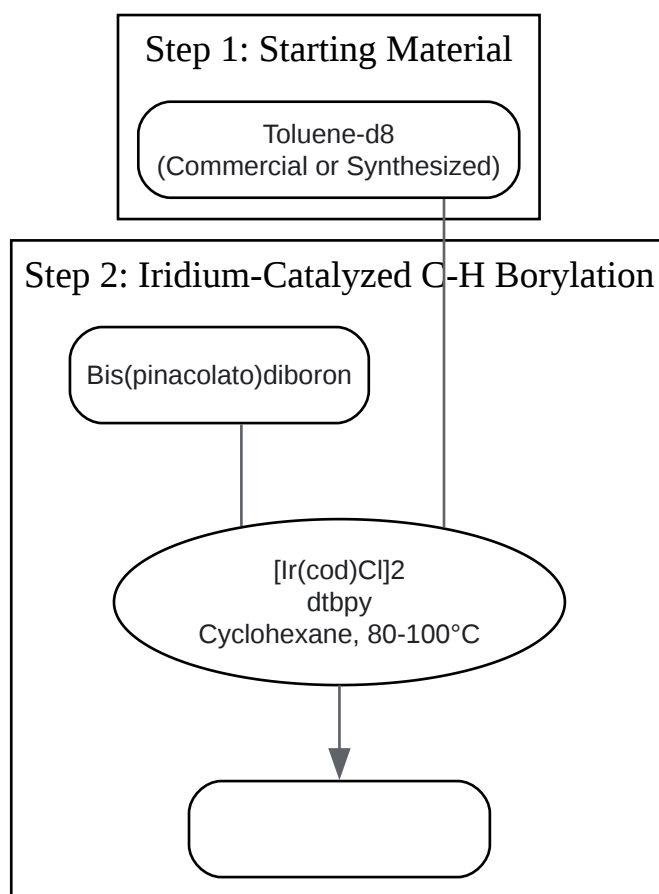 Step 1: Starting Material
Toluene-d8
(Commercial or Synthesized)
Step 2: Iridium-Catalyzed C-H Borylation
Bis(pinacolato)diboron
[Ir(cod)Cl]2
dtbpy
Cyclohexane, 80-100°C